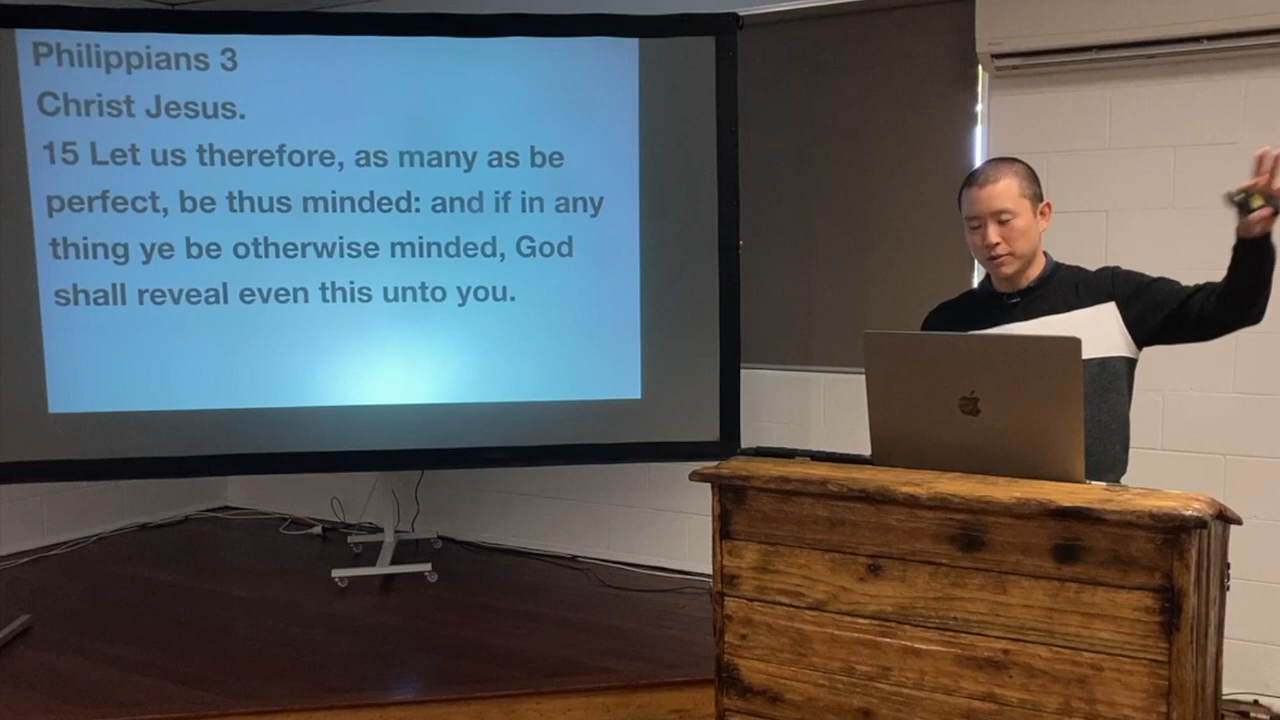 Philippians 3
Christ Jesus.
15 Let us therefore, as many as be
perfect, be thus minded: and if in any
thing ye be otherwise minded, God
shall reveal even this unto you.